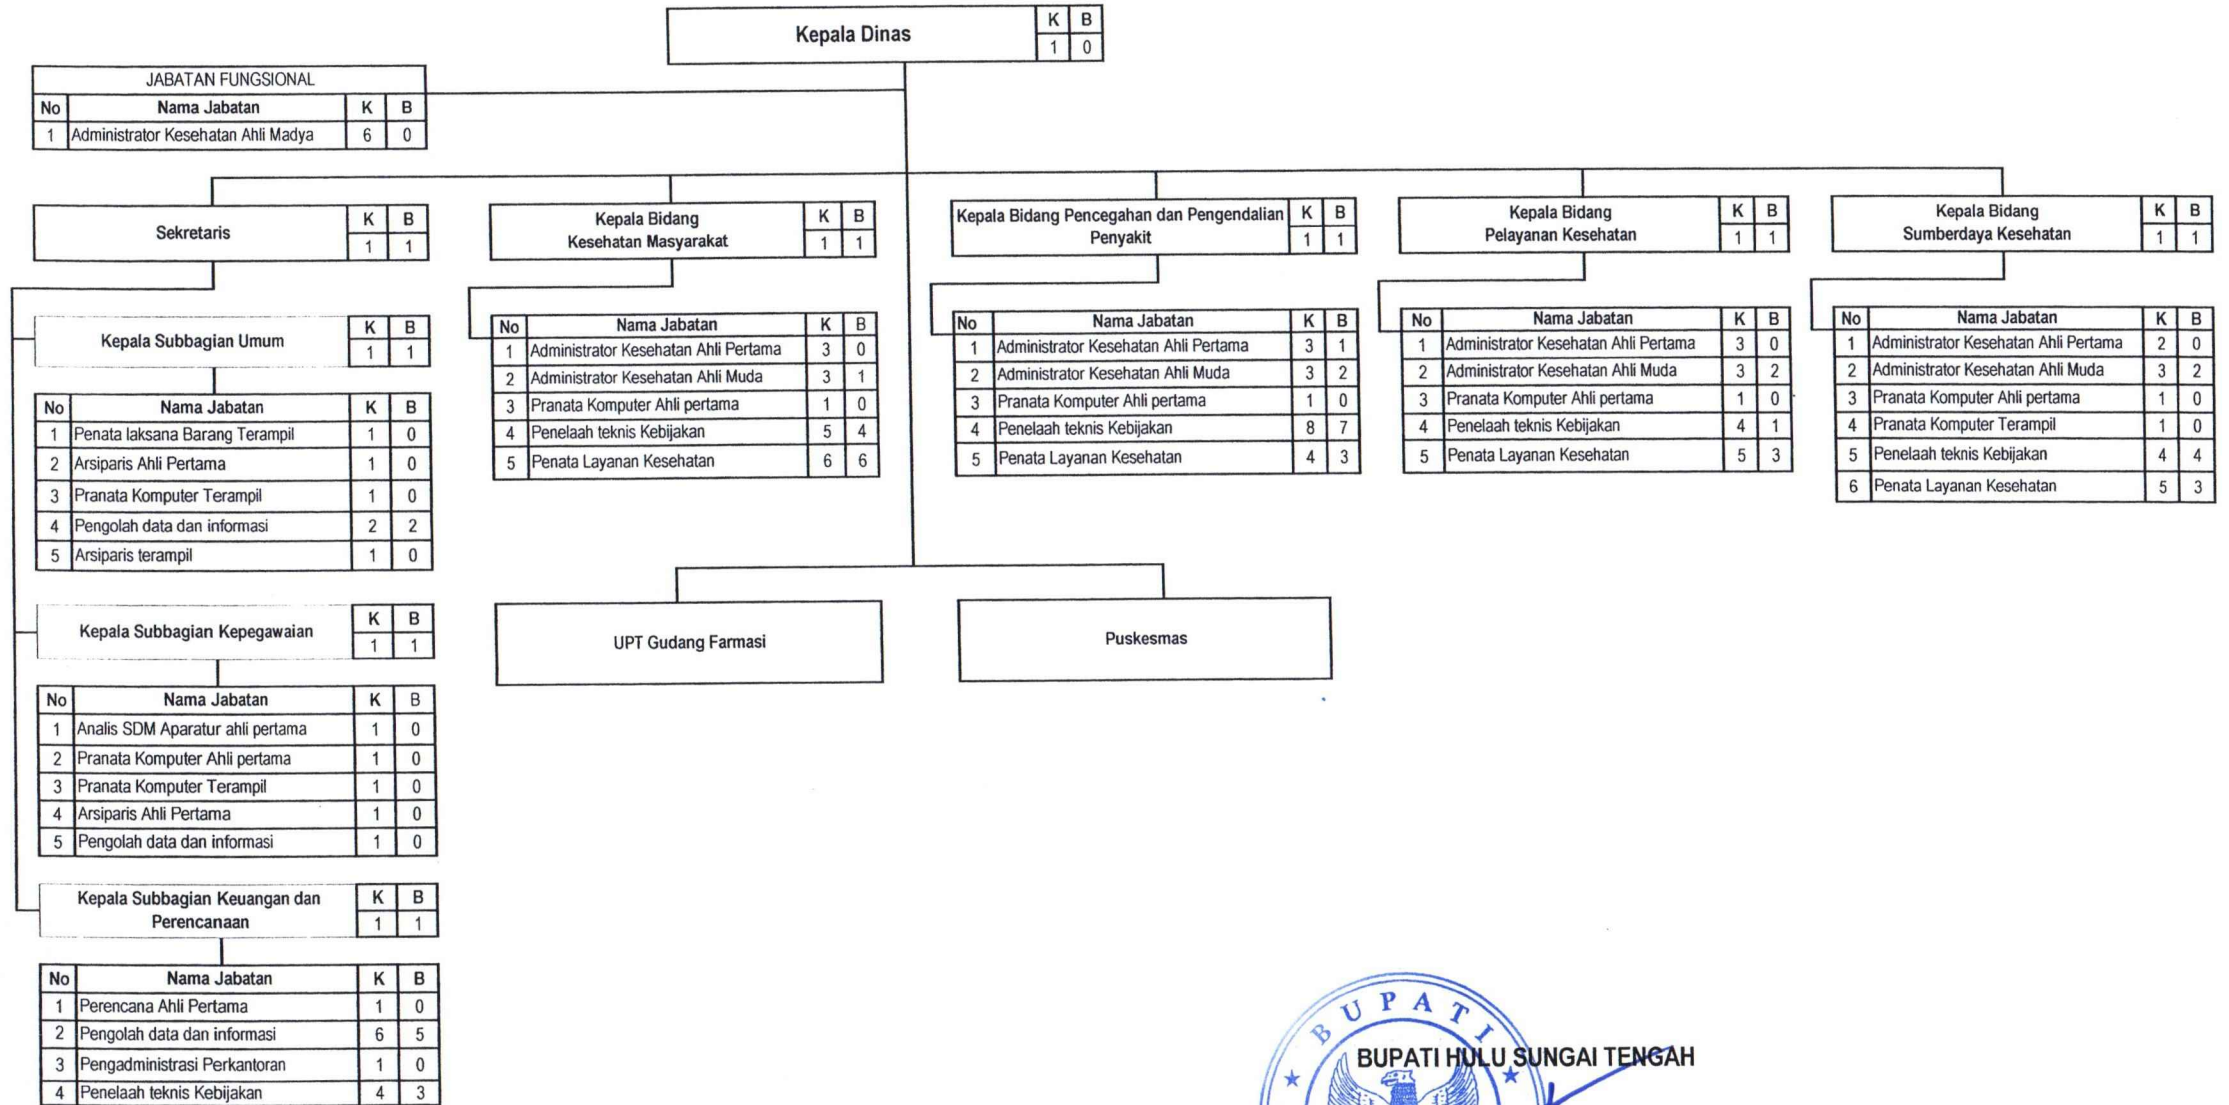 Kepala Dinas
K B
1 0
JABATAN FUNGSIONAL
No Nama Jabatan K B
1 Administrator Kesehatan Ahli Madya 6 0
Sekretaris
K B
1 1
Kepala Bidang
Kesehatan Masyarakat
K B
1 1
Kepala Bidang Pencegahan dan Pengendalian
Penyakit
K B
1 1
Kepala Bidang
Pelayanan Kesehatan
K B
1 1
Kepala Bidang
Sumberdaya Kesehatan
K B
1 1
Kepala Subbagian Umum
K B
1 1
No Nama Jabatan K B
1 Penata laksana Barang Terampil 1 0
2 Arsiparis Ahli Pertama 1 0
3 Pranata Komputer Terampil 1 0
4 Pengolah data dan informasi 2 2
5 Arsiparis terampil 1 0
Kepala Subbagian Kepegawaian
K B
1 1
No Nama Jabatan K B
1 Analis SDM Aparatur ahli pertama 1 0
2 Pranata Komputer Ahli pertama 1 0
3 Pranata Komputer Terampil 1 0
4 Arsiparis Ahli Pertama 1 0
5 Pengolah data dan informasi 1 0
Kepala Subbagian Keuangan dan
Perencanaan
K B
1 1
No Nama Jabatan K B
1 Perencana Ahli Pertama 1 0
2 Pengolah data dan informasi 6 5
3 Pengadministrasi Perkantoran 1 0
4 Penelaah teknis Kebijakan 4 3
No Nama Jabatan K B
1 Administrator Kesehatan Ahli Pertama 3 0
2 Administrator Kesehatan Ahli Muda 3 1
3 Pranata Komputer Ahli pertama 1 0
4 Penelaah teknis Kebijakan 5 4
5 Penata Layanan Kesehatan 6 6
No Nama Jabatan K B
1 Administrator Kesehatan Ahli Pertama 3 1
2 Administrator Kesehatan Ahli Muda 3 2
3 Pranata Komputer Ahli pertama 1 0
4 Penelaah teknis Kebijakan 8 7
5 Penata Layanan Kesehatan 4 3
No Nama Jabatan K B
1 Administrator Kesehatan Ahli Pertama 3 0
2 Administrator Kesehatan Ahli Muda 3 2
3 Pranata Komputer Ahli pertama 1 0
4 Penelaah teknis Kebijakan 4 1
5 Penata Layanan Kesehatan 5 3
No Nama Jabatan K B
1 Administrator Kesehatan Ahli Pertama 2 0
2 Administrator Kesehatan Ahli Muda 3 2
3 Pranata Komputer Ahli pertama 1 0
4 Pranata Komputer Terampil 1 0
5 Penelaah teknis Kebijakan 4 4
6 Penata Layanan Kesehatan 5 3
UPT Gudang Farmasi
Puskesmas
BUPATI
BUPATI HULU SUNGAI TENGAH